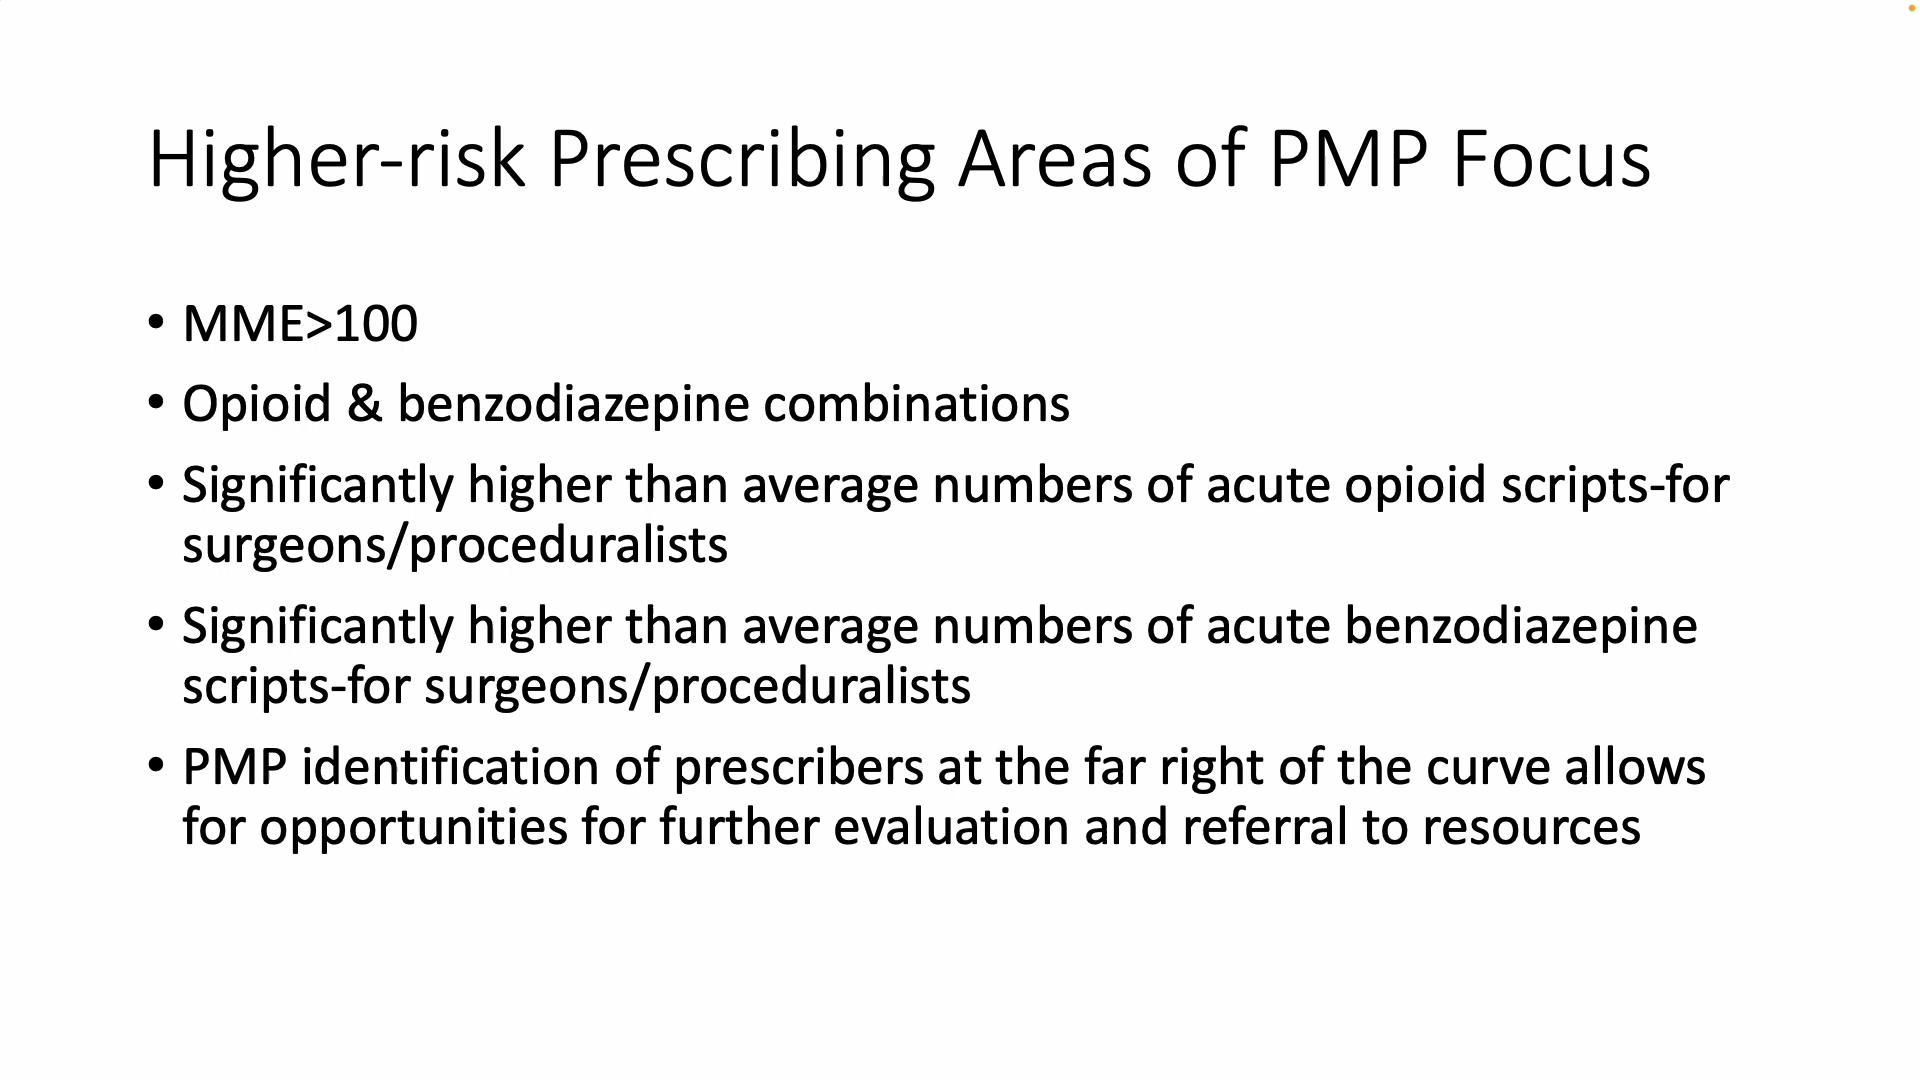 Higher-risk Prescribing Areas of PMP Focus
• MME>100
• Opioid & benzodiazepine combinations
• Significantly higher than average numbers of acute opioid scripts-for
surgeons/proceduralists
• Significantly higher than average numbers of acute benzodiazepine
scripts-for surgeons/proceduralists
• PMP identification of prescribers at the far right of the curve allows
for opportunities for further evaluation and referral to resources